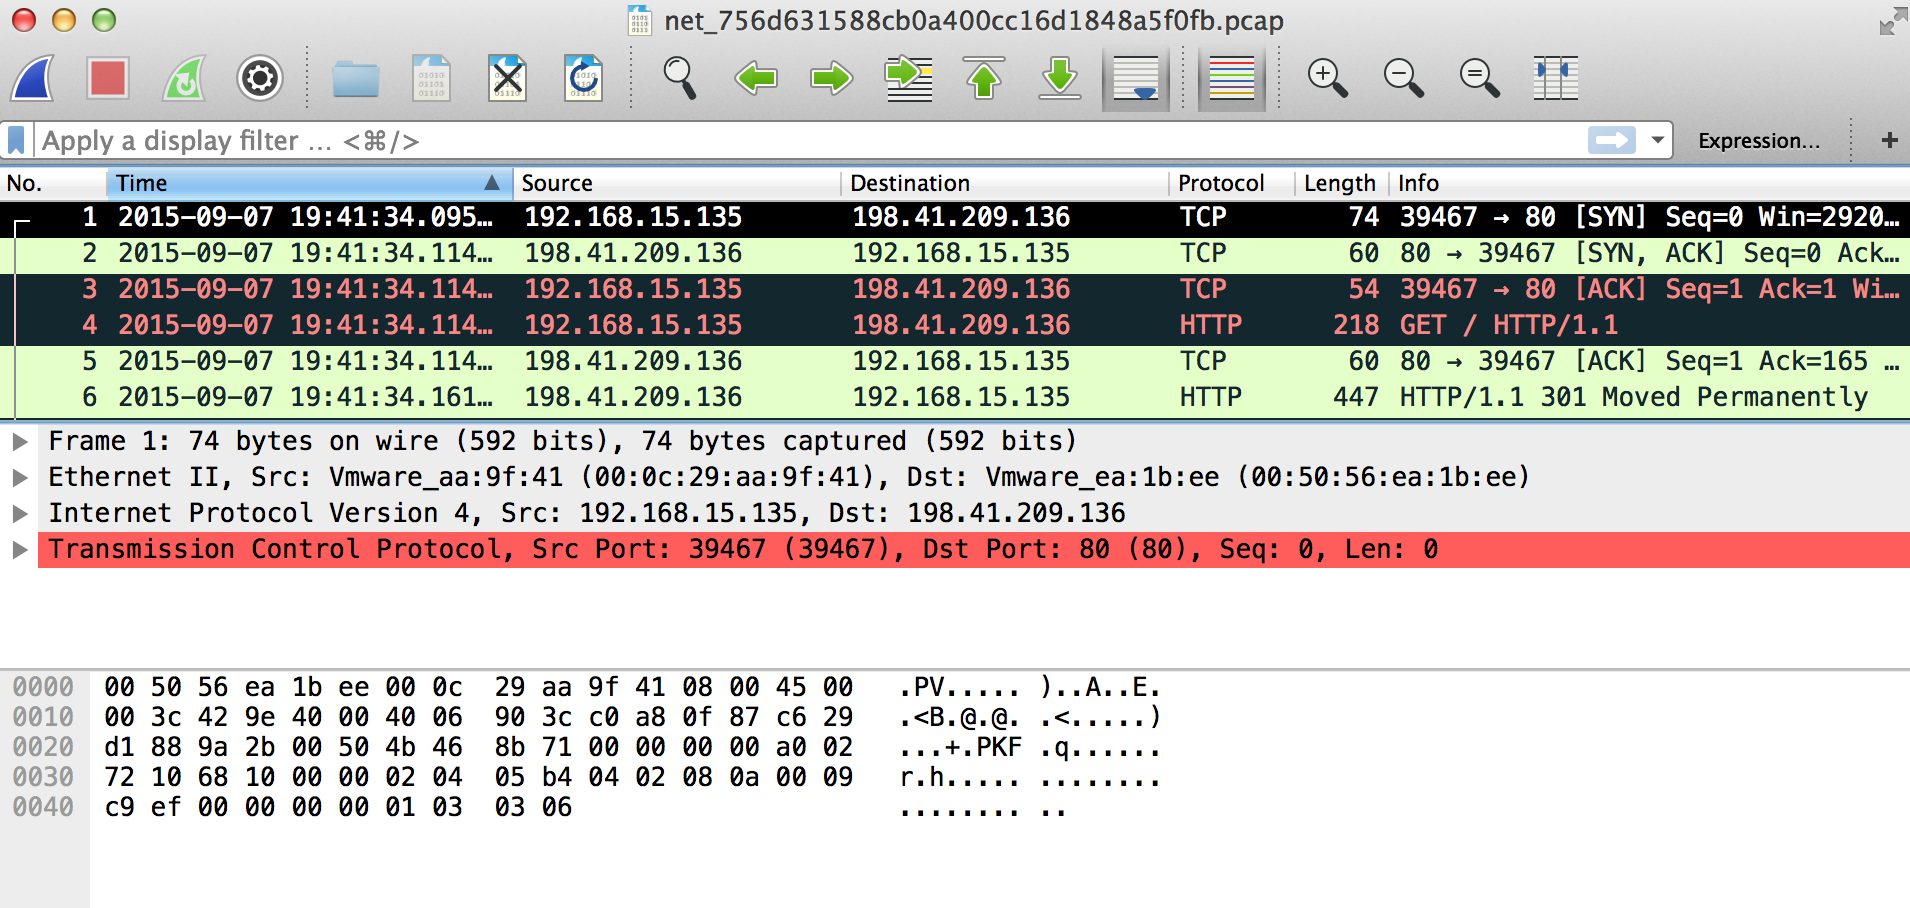 net_756d631588cb0a400cc16d1848a5f0fb.pcap
Apply a display filter … <⌘/> Expression… +
No. Time Source Destination Protocol Length Info
1 2015-09-07 19:41:34.095… 192.168.15.135 198.41.209.136 TCP 74 39467 → 80 [SYN] Seq=0 Win=2920…
2 2015-09-07 19:41:34.114… 198.41.209.136 192.168.15.135 TCP 60 80 → 39467 [SYN, ACK] Seq=0 Ack…
3 2015-09-07 19:41:34.114… 192.168.15.135 198.41.209.136 TCP 54 39467 → 80 [ACK] Seq=1 Ack=1 Wi…
4 2015-09-07 19:41:34.114… 192.168.15.135 198.41.209.136 HTTP 218 GET / HTTP/1.1
5 2015-09-07 19:41:34.114… 198.41.209.136 192.168.15.135 TCP 60 80 → 39467 [ACK] Seq=1 Ack=165 …
6 2015-09-07 19:41:34.161… 198.41.209.136 192.168.15.135 HTTP 447 HTTP/1.1 301 Moved Permanently
Frame 1: 74 bytes on wire (592 bits), 74 bytes captured (592 bits)
Ethernet II, Src: Vmware_aa:9f:41 (00:0c:29:aa:9f:41), Dst: Vmware_ea:1b:ee (00:50:56:ea:1b:ee)
Internet Protocol Version 4, Src: 192.168.15.135, Dst: 198.41.209.136
Transmission Control Protocol, Src Port: 39467 (39467), Dst Port: 80 (80), Seq: 0, Len: 0
0000 00 50 56 ea 1b ee 00 0c 29 aa 9f 41 08 00 45 00 .PV..... )..A..E.
0010 00 3c 42 9e 40 00 40 06 90 3c c0 a8 0f 87 c6 29 .<B.@.@. .<.....)
0020 d1 88 9a 2b 00 50 4b 46 8b 71 00 00 00 00 a0 02 ...+.PKF .q......
0030 72 10 68 10 00 00 02 04 05 b4 04 02 08 0a 00 09 r.h..... ........
0040 c9 ef 00 00 00 00 01 03 03 06 ........ ..